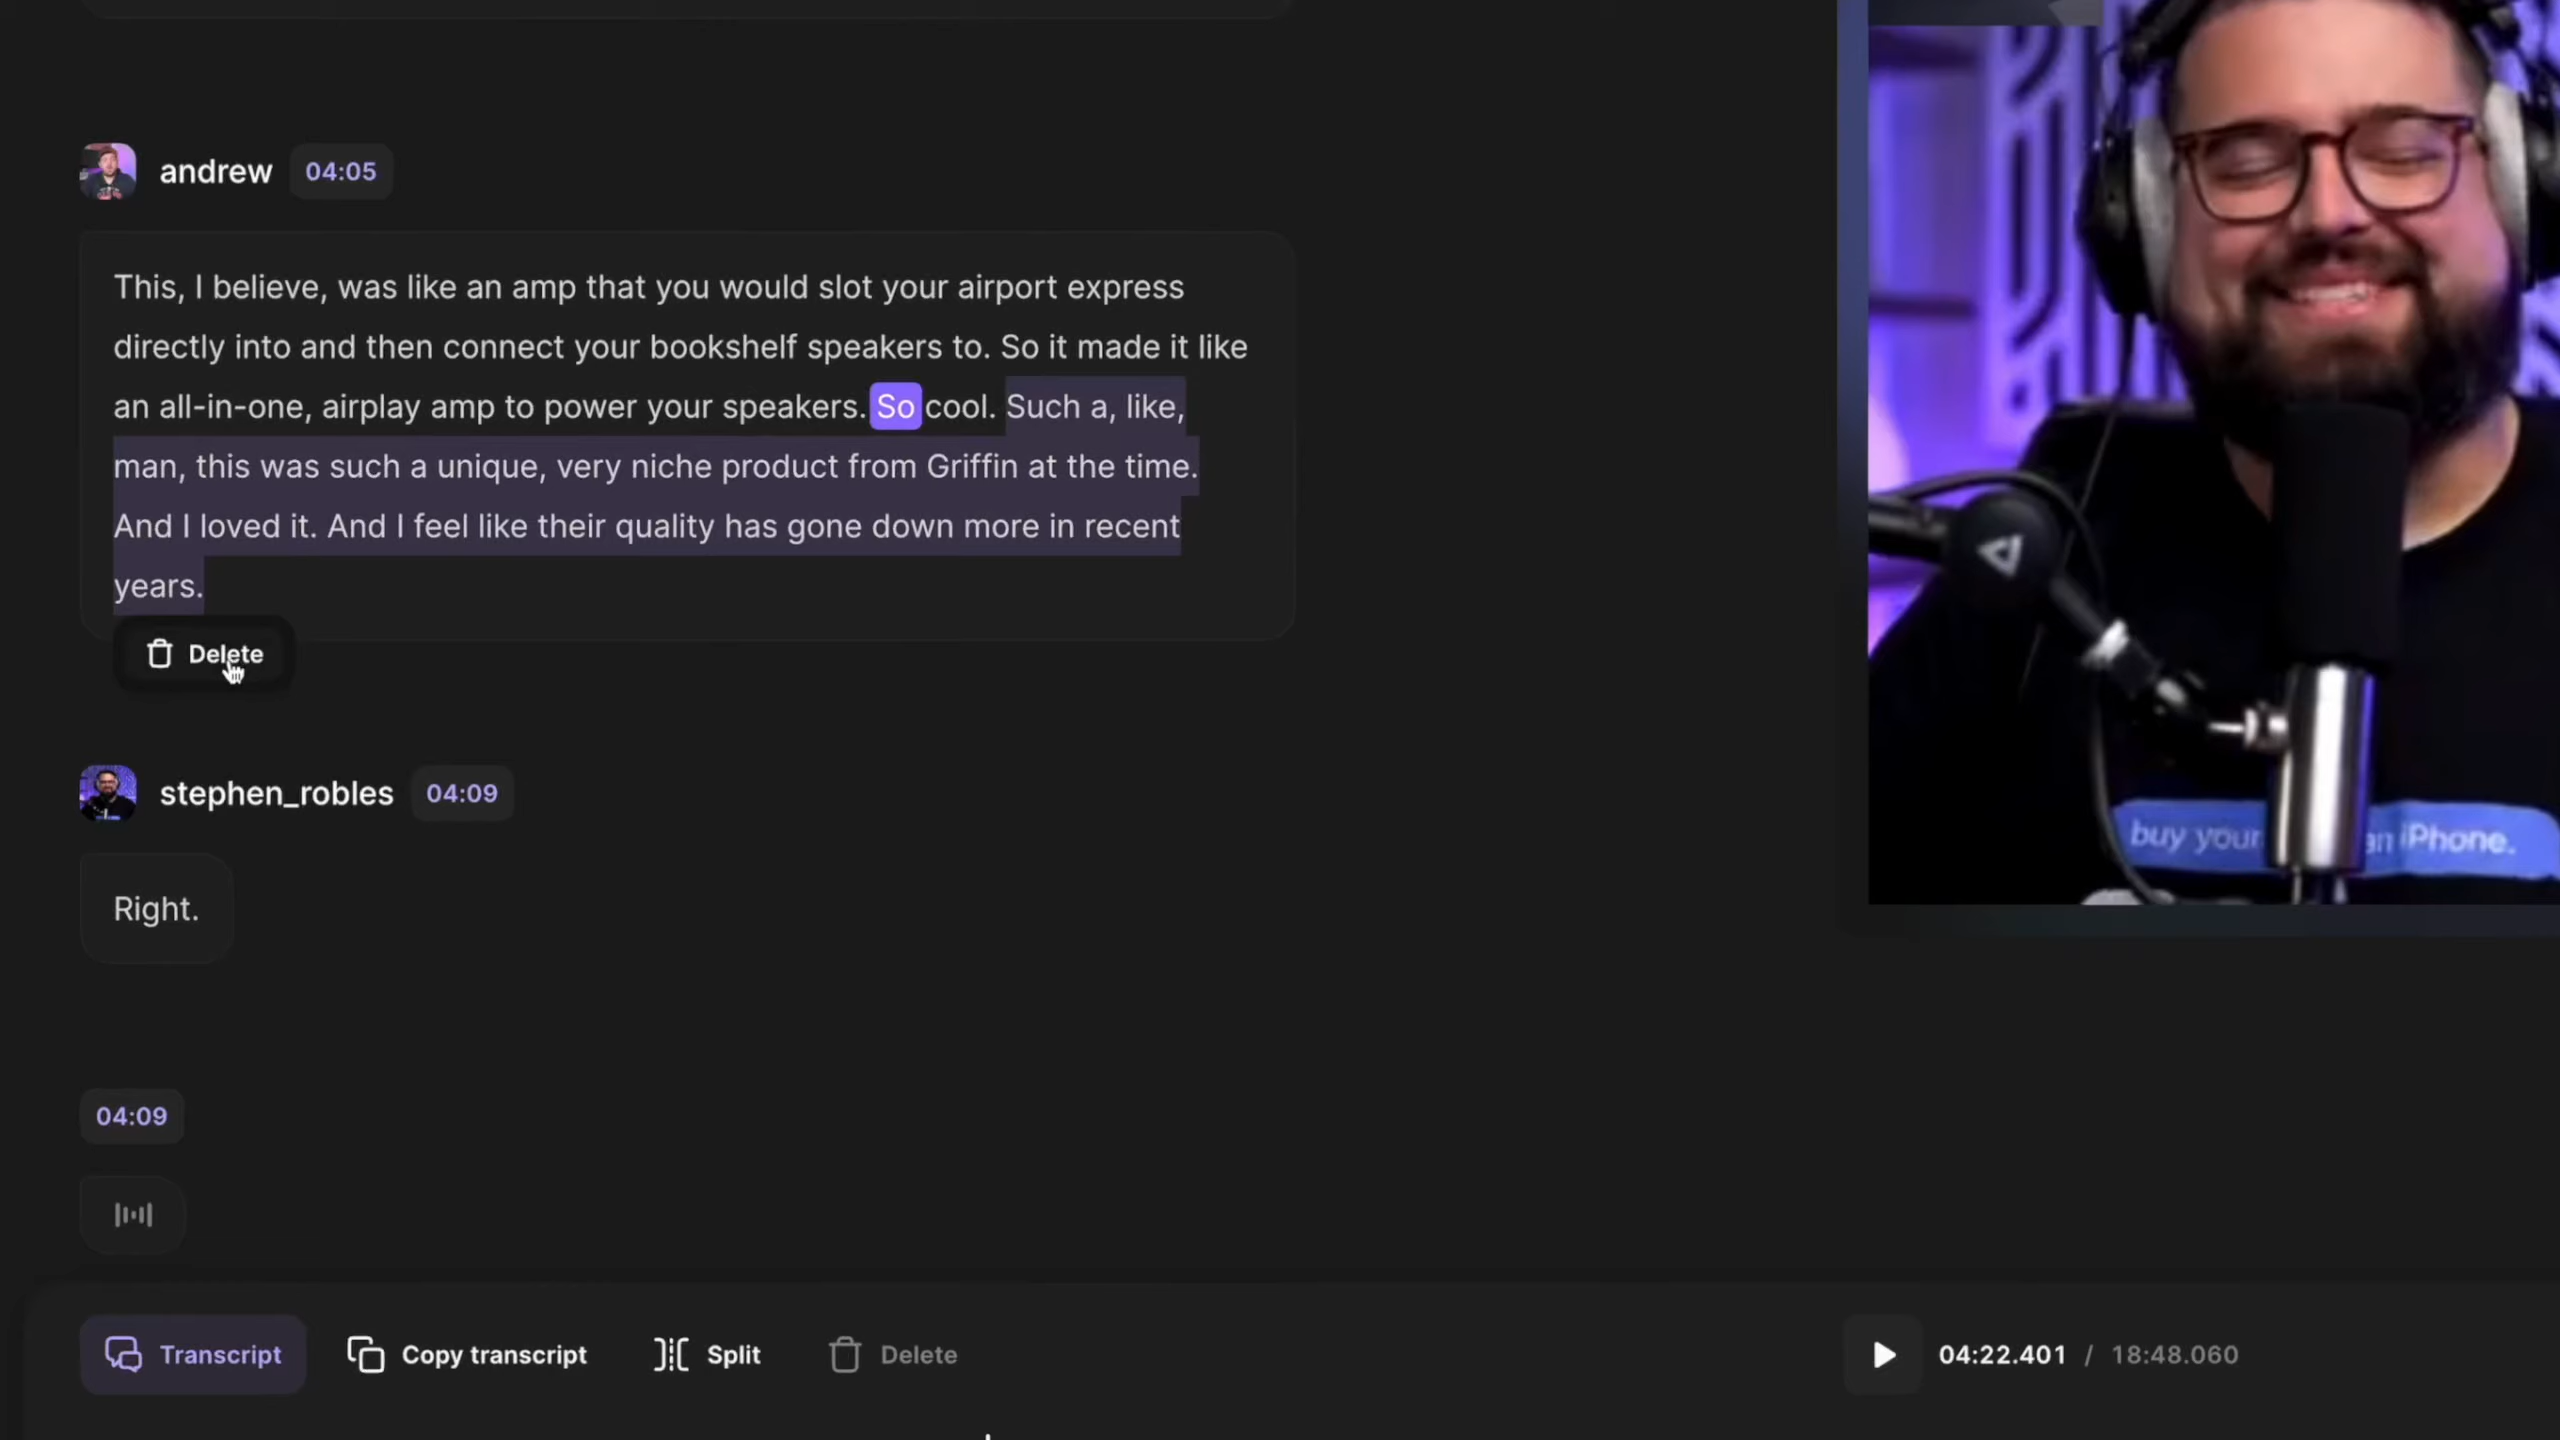 andrew 04:05
This, I believe, was like an amp that you would slot your airport express
directly into and then connect your bookshelf speakers to. So it made it like
an all-in-one, airplay amp to power your speakers. So cool. Such a, like,
man, this was such a unique, very niche product from Griffin at the time.
And I loved it. And I feel like their quality has gone down more in recent
years.
Delete
stephen_robles 04:09
Right.
04:09
buy your an iPhone.
Transcript Copy transcript Split Delete
04:22.401 / 18:48.060